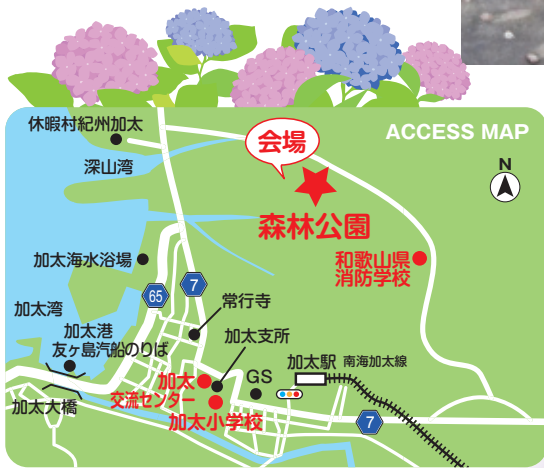 ACCESS MAP
休暇村紀州加太
会場
深山湾
N
森林公園
和歌山県
消防学校
加太海水浴場
65
7
常行寺
加太湾
加太港
友ヶ島汽船のりば
加太支所
加太駅 南海加太線
加太
交流センター
GS
加太大橋
加太小学校
7